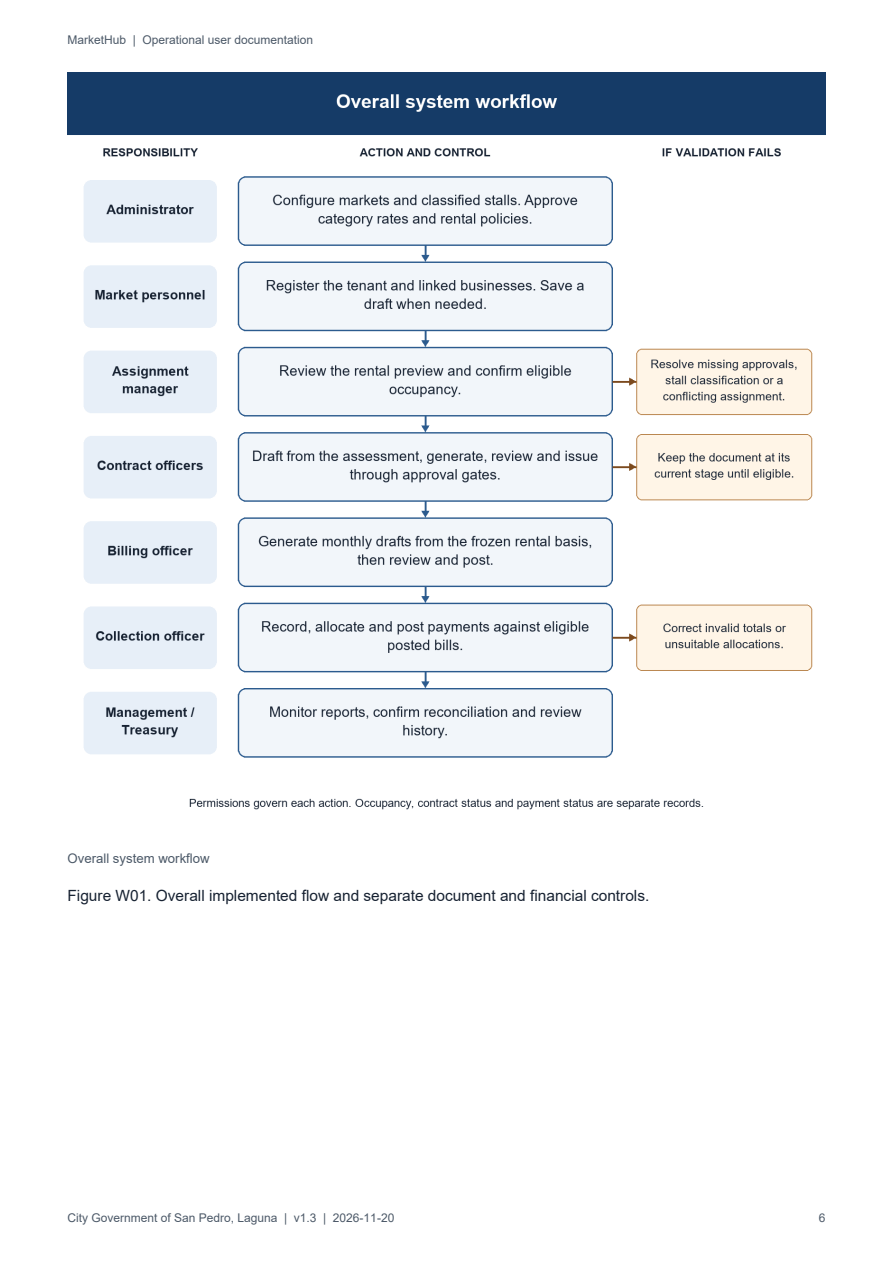 MarketHub | Operational user documentation
Overall system workflow
RESPONSIBILITY
ACTION AND CONTROL
IF VALIDATION FAILS
Administrator
Configure markets and classified stalls. Approve
category rates and rental policies.
Market personnel
Register the tenant and linked businesses. Save a
draft when needed.
Assignment
manager
Review the rental preview and confirm eligible
occupancy.
Resolve missing approvals,
stall classification or a
conflicting assignment.
Contract officers
Draft from the assessment, generate, review and issue
through approval gates.
Keep the document at its
current stage until eligible.
Billing officer
Generate monthly drafts from the frozen rental basis,
then review and post.
Collection officer
Record, allocate and post payments against eligible
posted bills.
Correct invalid totals or
unsuitable allocations.
Management /
Treasury
Monitor reports, confirm reconciliation and review
history.
Permissions govern each action. Occupancy, contract status and payment status are separate records.
Overall system workflow
Figure W01. Overall implemented flow and separate document and financial controls.
City Government of San Pedro, Laguna | v1.3 | 2026-11-20
6